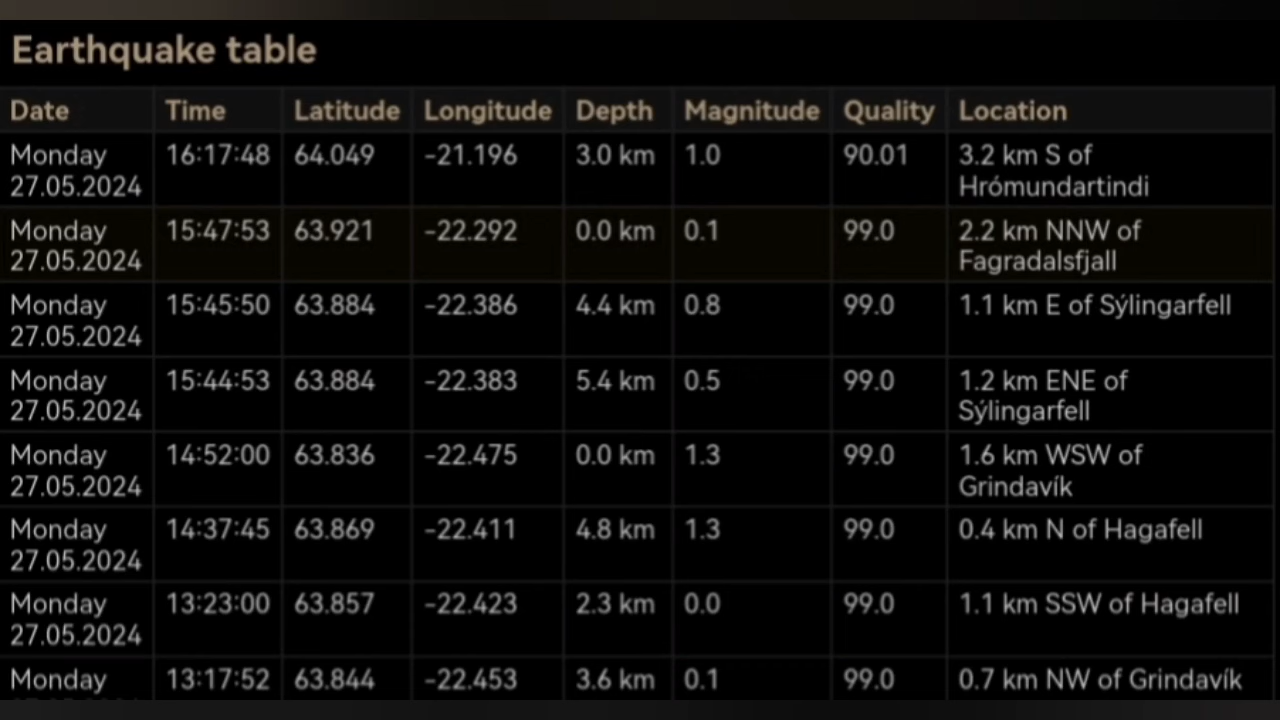 Earthquake table
Date Time Latitude Longitude Depth Magnitude Quality Location
Monday 16:17:48 64.049 -21.196 3.0 km 1.0 90.01 3.2 km S of
27.05.2024 Hrómundartindi
Monday 15:47:53 63.921 -22.292 0.0 km 0.1 99.0 2.2 km NNW of
27.05.2024 Fagradalsfjall
Monday 15:45:50 63.884 -22.386 4.4 km 0.8 99.0 1.1 km E of Sýlingarfell
27.05.2024
Monday 15:44:53 63.884 -22.383 5.4 km 0.5 99.0 1.2 km ENE of
27.05.2024 Sýlingarfell
Monday 14:52:00 63.836 -22.475 0.0 km 1.3 99.0 1.6 km WSW of
27.05.2024 Grindavík
Monday 14:37:45 63.869 -22.411 4.8 km 1.3 99.0 0.4 km N of Hagafell
27.05.2024
Monday 13:23:00 63.857 -22.423 2.3 km 0.0 99.0 1.1 km SSW of Hagafell
27.05.2024
Monday 13:17:52 63.844 -22.453 3.6 km 0.1 99.0 0.7 km NW of Grindavík